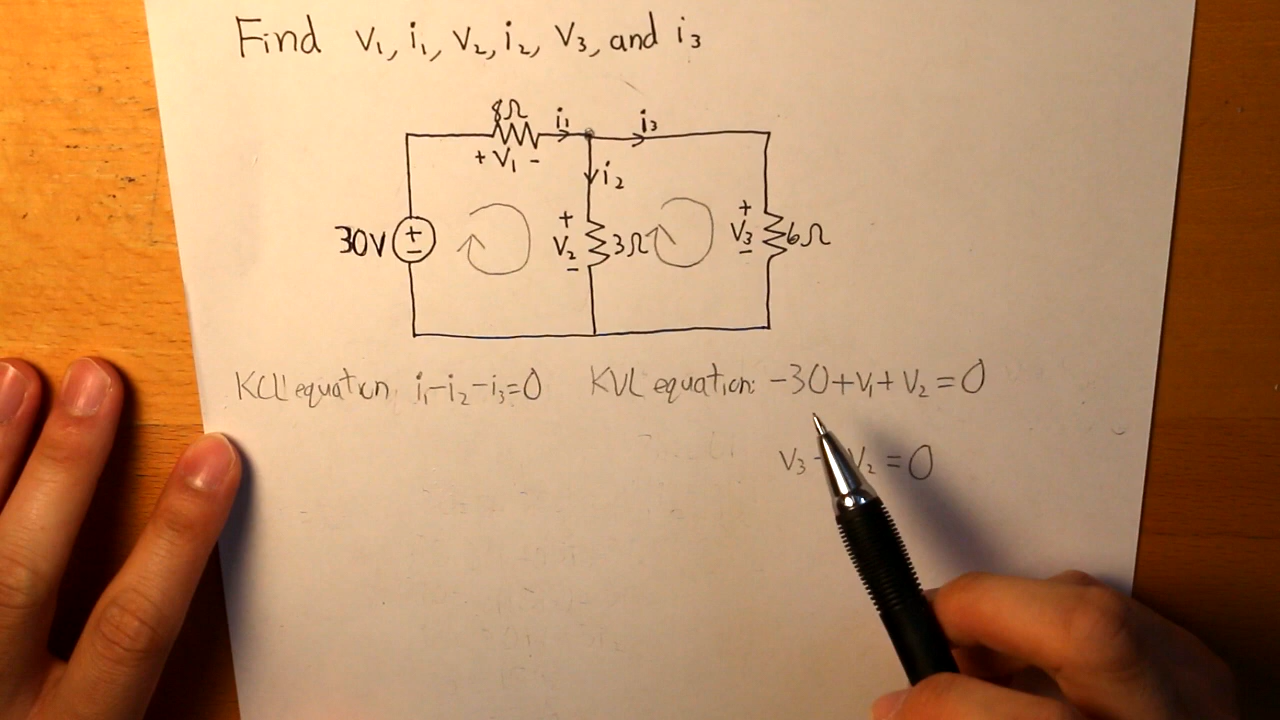 Find V₁, i₁, V₂, i₂, V₃, and i₃
8Ω i₁ i₃
+ V₁ -
i₂
30V + - + V₂ - 3Ω + V₃ - 6Ω
KCL equation i₁-i₂-i₃=0 KVL equation: -30+V₁+V₂=0
V₃- V₂=0